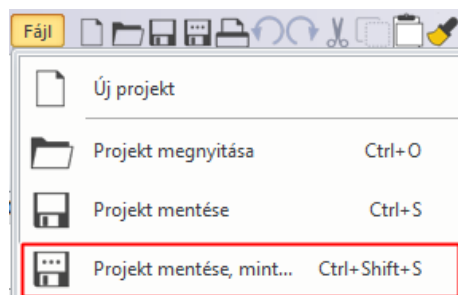 Fájl
Új projekt
Projekt megnyitása Ctrl+O
Projekt mentése Ctrl+S
Projekt mentése, mint... Ctrl+Shift+S